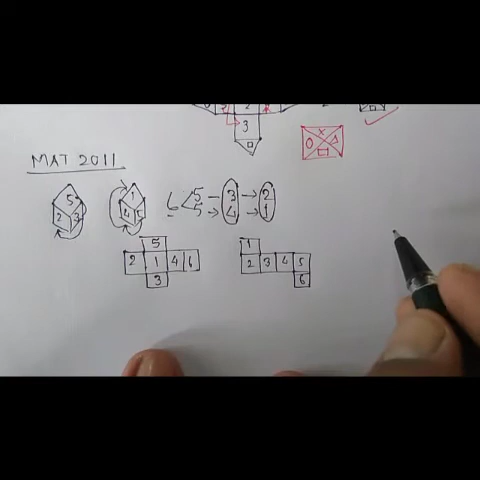 2
3
O X △
MAT 2011
5
2 3
1
4 5
6 < 5 - 3 → 2
5 → 4 → 1
5
2 1 4 6
3
1
2 3 4 5
6